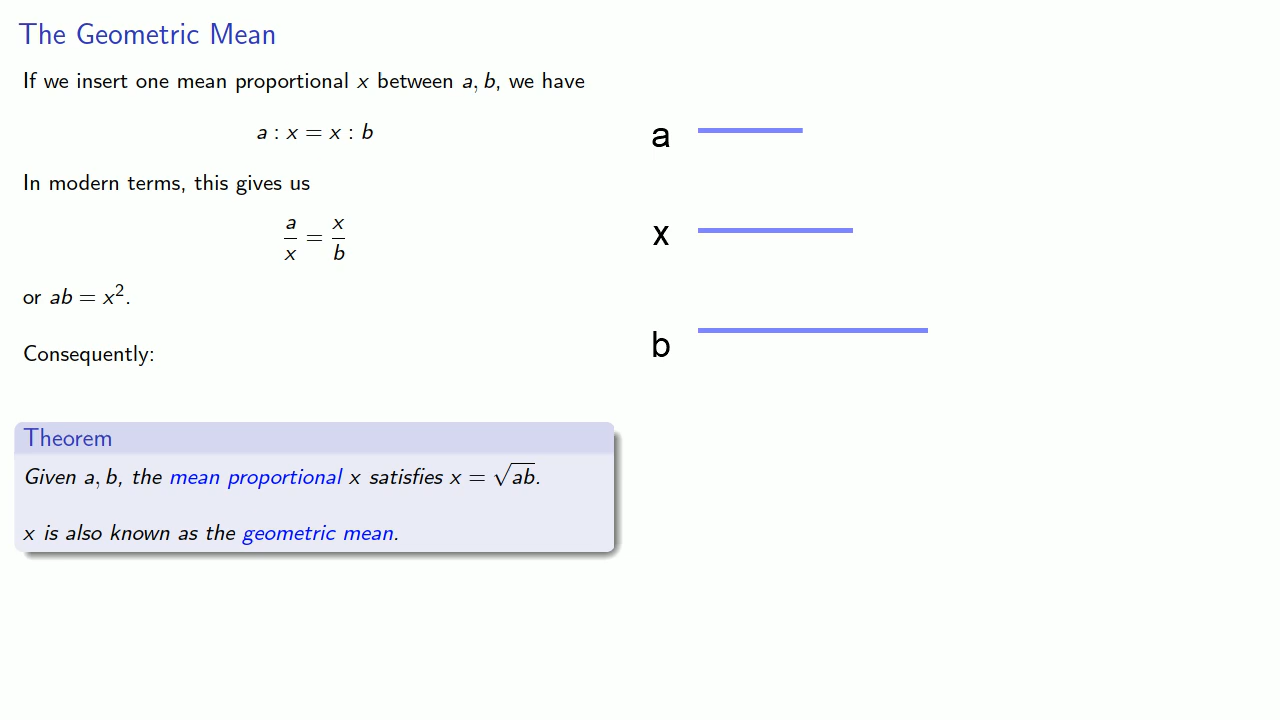 The Geometric Mean
If we insert one mean proportional x between a, b, we have
a : x = x : b
In modern terms, this gives us
a/x = x/b
or ab = x².
Consequently:
Theorem
Given a, b, the mean proportional x satisfies x = √ab.
x is also known as the geometric mean.
a
x
b